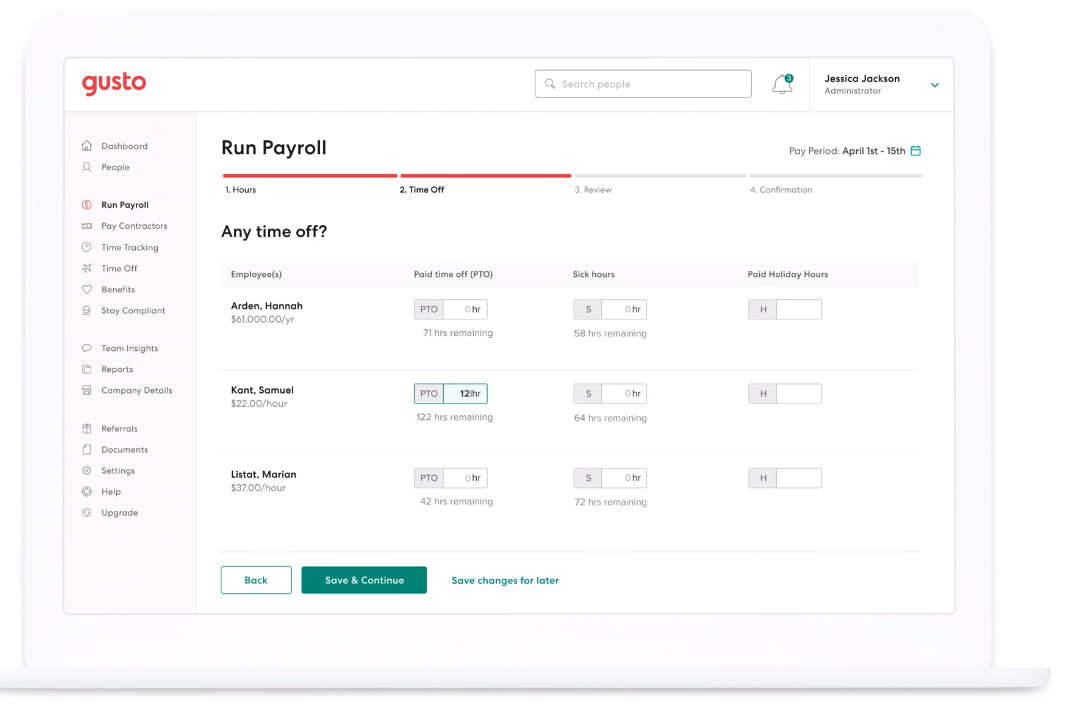 gusto
Search people
3
Jessica Jackson
Administrator
Dashboard
People
Run Payroll
Pay Contractors
Time Tracking
Time Off
Benefits
Stay Compliant
Team Insights
Reports
Company Details
Referrals
Documents
Settings
Help
Upgrade
Run Payroll
Pay Period: April 1st - 15th
1. Hours 2. Time Off 3. Review 4. Confirmation
Any time off?
Employee(s) Paid time off (PTO) Sick hours Paid Holiday Hours
Arden, Hannah PTO 0 hr S 0 hr H
$61,000.00/yr
71 hrs remaining 58 hrs remaining
Kant, Samuel PTO 12 hr S 0 hr H
$22.00/hour
122 hrs remaining 64 hrs remaining
Listat, Marian PTO 0 hr S 0 hr H
$37.00/hour
42 hrs remaining 72 hrs remaining
Back Save & Continue Save changes for later